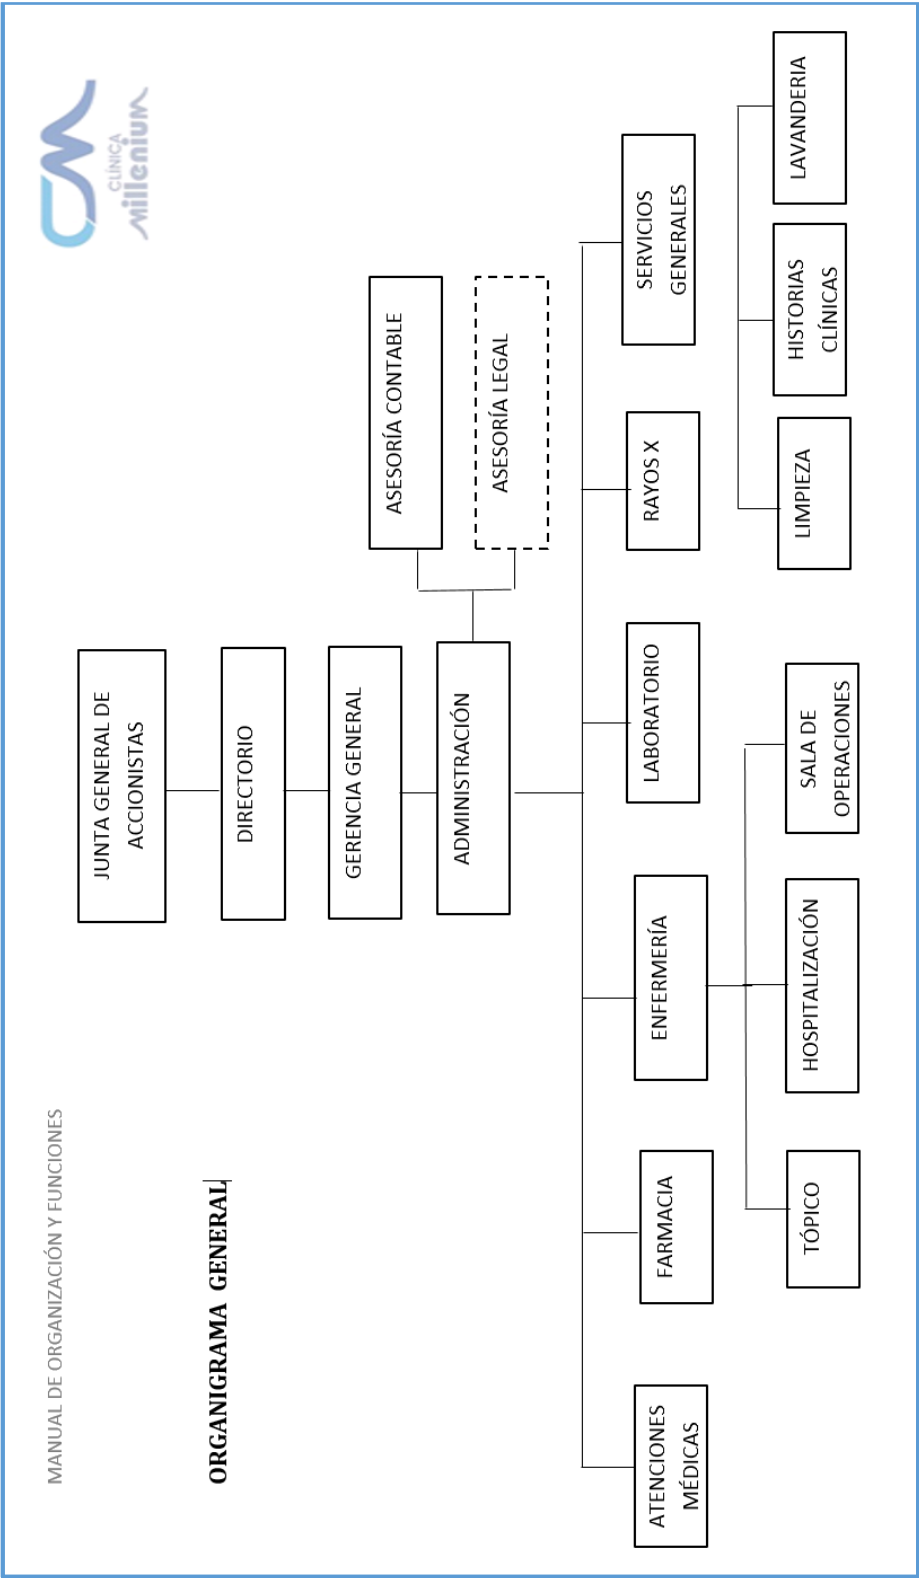 MANUAL DE ORGANIZACIÓN Y FUNCIONES
CLÍNICA
Millenium
ORGANIGRAMA GENERAL
JUNTA GENERAL DE
ACCIONISTAS
DIRECTORIO
GERENCIA GENERAL
ASESORÍA CONTABLE
ADMINISTRACIÓN
ASESORÍA LEGAL
ATENCIONES
MÉDICAS
FARMACIA
ENFERMERÍA
LABORATORIO
RAYOS X
SERVICIOS
GENERALES
TÓPICO
HOSPITALIZACIÓN
SALA DE
OPERACIONES
LIMPIEZA
HISTORIAS
CLÍNICAS
LAVANDERIA